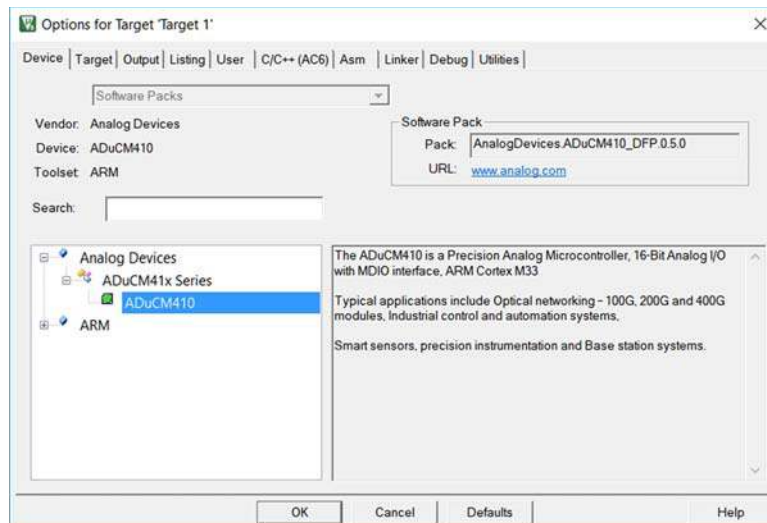 Options for Target 'Target 1'
Device Target Output Listing User C/C++ (AC6) Asm Linker Debug Utilities
Software Packs
Vendor: Analog Devices
Device: ADuCM410
Toolset: ARM
Search:
Software Pack
Pack: AnalogDevices.ADuCM410_DFP.0.5.0
URL: www.analog.com
Analog Devices
ADuCM41x Series
ADuCM410
ARM
The ADuCM410 is a Precision Analog Microcontroller, 16-Bit Analog I/O
with MDIO interface, ARM Cortex M33
Typical applications include Optical networking - 100G, 200G and 400G
modules, Industrial control and automation systems,
Smart sensors, precision instrumentation and Base station systems.
OK Cancel Defaults Help